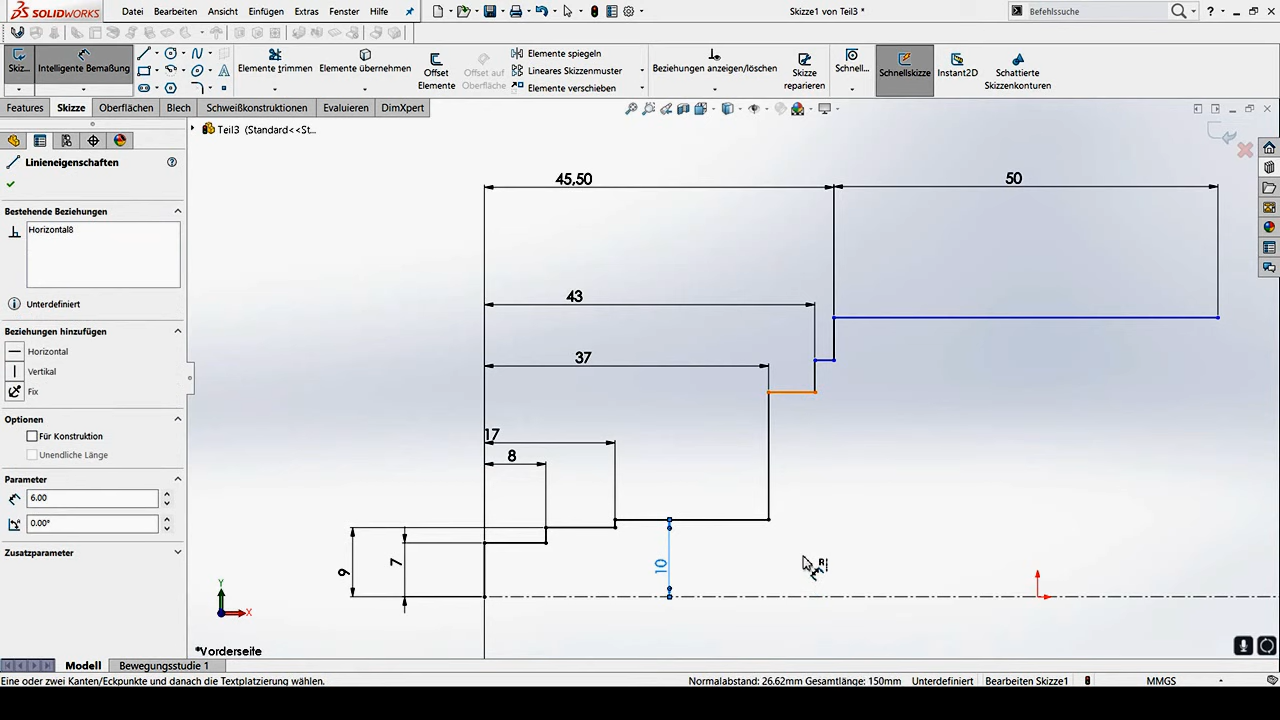 SOLIDWORKS
Datei
Bearbeiten
Ansicht
Einfügen
Extras
Fenster
Hilfe
Skizze1 von Teil3 *
Befehlssuche
Skiz...
Intelligente Bemaßung
Elemente trimmen
Elemente übernehmen
Offset
Elemente
Offset auf
Oberfläche
Elemente spiegeln
Lineares Skizzenmuster
Elemente verschieben
Beziehungen anzeigen/löschen
Skizze
reparieren
Schnell...
Schnellskizze
Instant2D
Schattierte
Skizzenkonturen
Features
Skizze
Oberflächen
Blech
Schweißkonstruktionen
Evaluieren
DimXpert
Teil3 (Standard<<St...
Linieneigenschaften
Bestehende Beziehungen
Horizontal8
Unterdefiniert
Beziehungen hinzufügen
Horizontal
Vertikal
Fix
Optionen
Für Konstruktion
Unendliche Länge
Parameter
6.00
0.00°
Zusatzparameter
45,50
50
43
37
17
8
9
7
10
Y
X
*Vorderseite
Modell
Bewegungsstudie 1
Eine oder zwei Kanten/Eckpunkte und danach die Textplatzierung wählen.
Normalabstand: 26.62mm Gesamtlänge: 150mm
Unterdefiniert
Bearbeiten Skizze1
MMGS